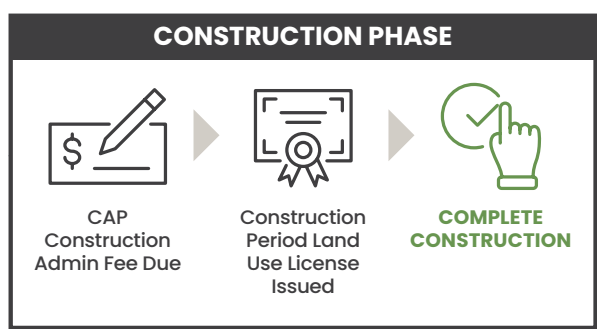 CONSTRUCTION PHASE
$
CAP
Construction
Admin Fee Due
Construction
Period Land
Use License
Issued
COMPLETE
CONSTRUCTION